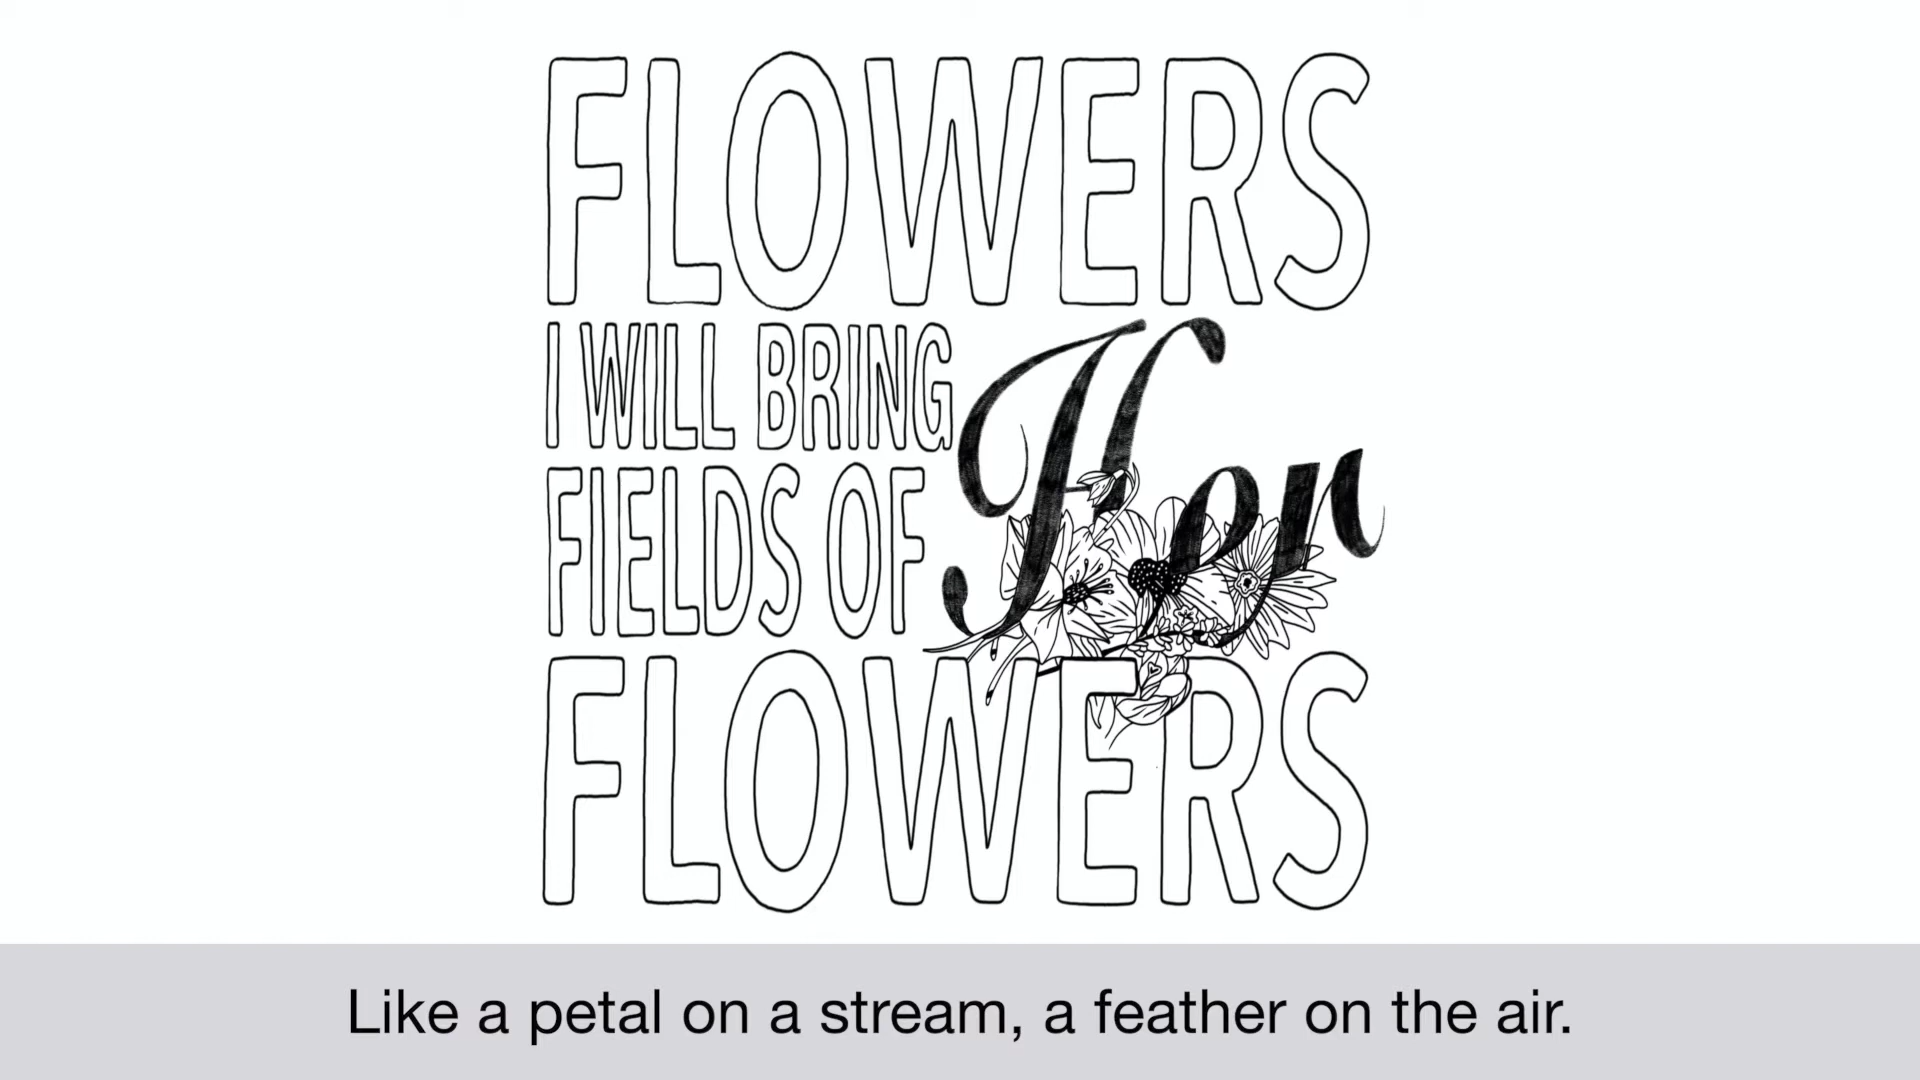 FLOWERS
I WILL BRING
Her
FIELDS OF
FLOWERS
Like a petal on a stream, a feather on the air.